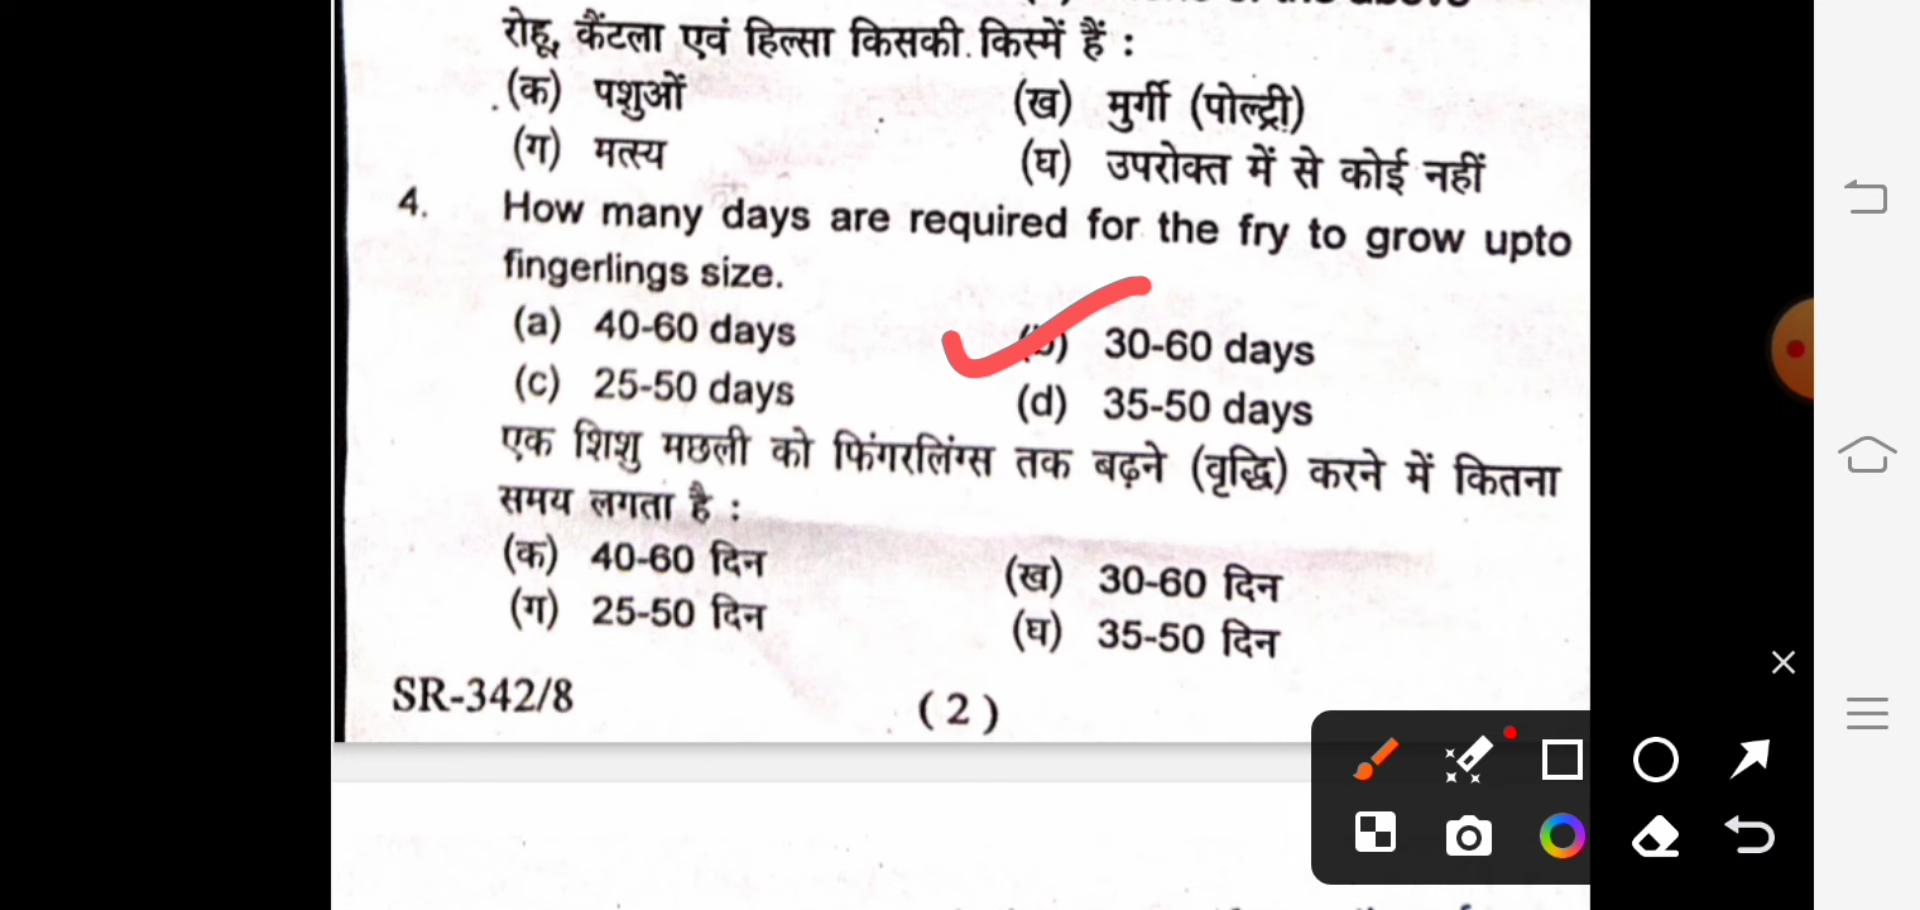 रोहू, कैंटला एवं हिल्सा किसकी किस्में हैं :
(क) पशुओं (ख) मुर्गी (पोल्ट्री)
(ग) मत्स्य (घ) उपरोक्त में से कोई नहीं
4. How many days are required for the fry to grow upto
fingerlings size.
(a) 40-60 days (b) 30-60 days
(c) 25-50 days (d) 35-50 days
एक शिशु मछली को फिंगरलिंग्स तक बढ़ने (वृद्धि) करने में कितना
समय लगता है :
(क) 40-60 दिन (ख) 30-60 दिन
(ग) 25-50 दिन (घ) 35-50 दिन
SR-342/8 (2)